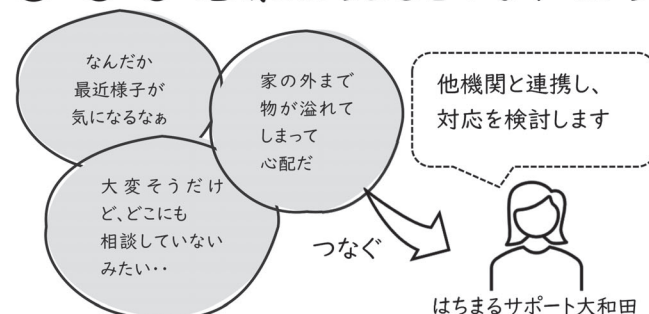 なんだか
最近様子が
気になるなぁ
家の外まで
物が溢れて
しまって
心配だ
大変そうだけ
ど、どこにも
相談していない
みたい‥
つなぐ
他機関と連携し、
対応を検討します
はちまるサポート大和田